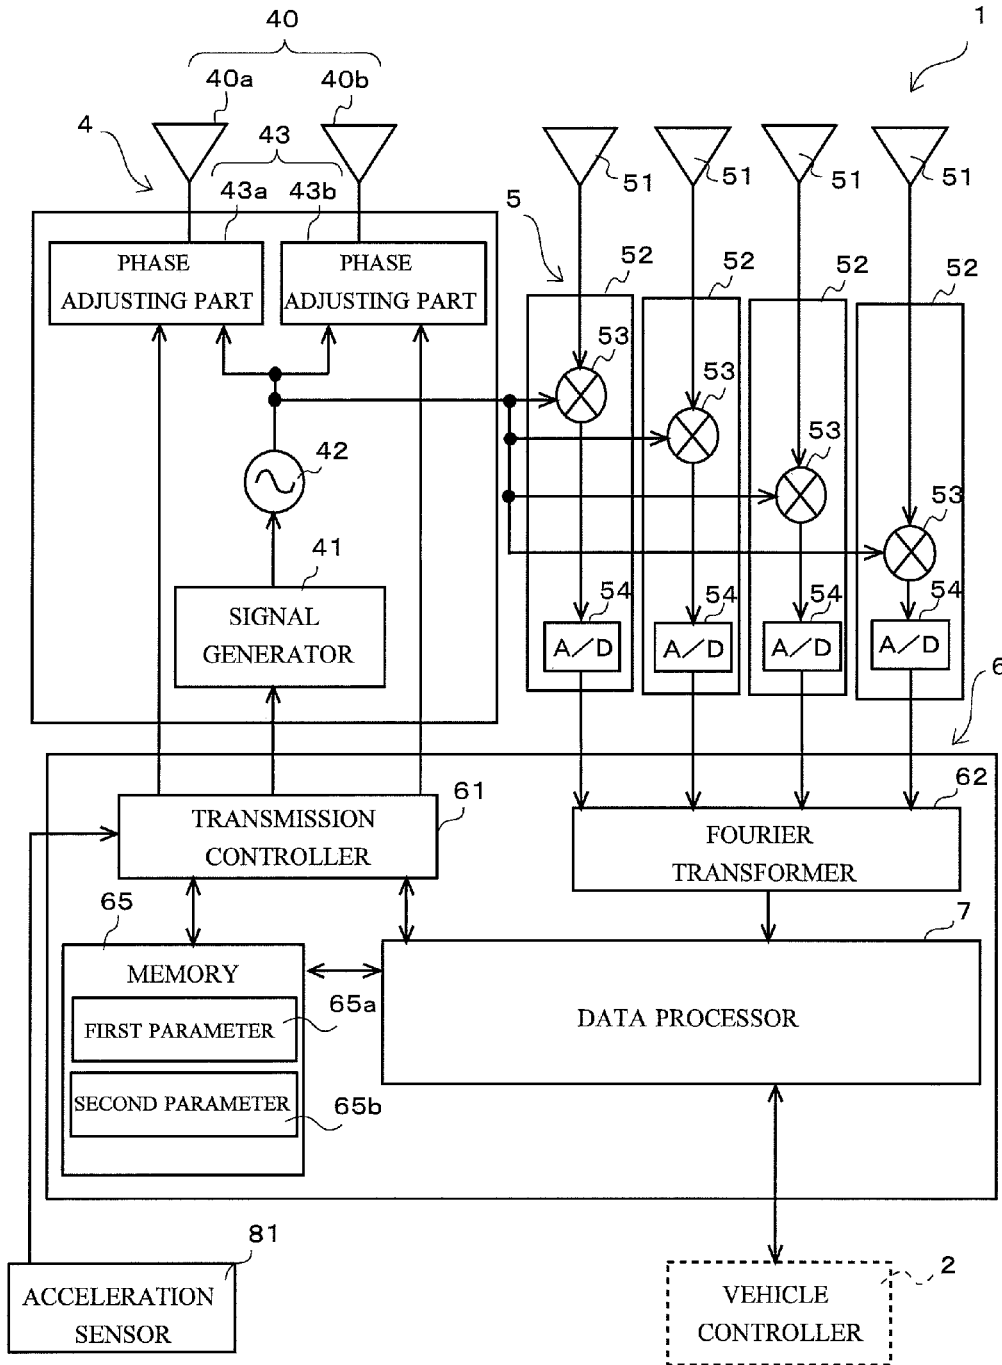 40
1
40a
40b
4
43
43a
43b
51
51
51
51
5
PHASE
ADJUSTING PART
PHASE
ADJUSTING PART
52
52
52
52
53
53
53
53
42
41
SIGNAL
GENERATOR
54
54
54
54
A/D
A/D
A/D
A/D
6
61
62
TRANSMISSION
CONTROLLER
FOURIER
TRANSFORMER
65
7
MEMORY
65a
FIRST PARAMETER
DATA PROCESSOR
SECOND PARAMETER
65b
81
ACCELERATION
SENSOR
2
VEHICLE
CONTROLLER